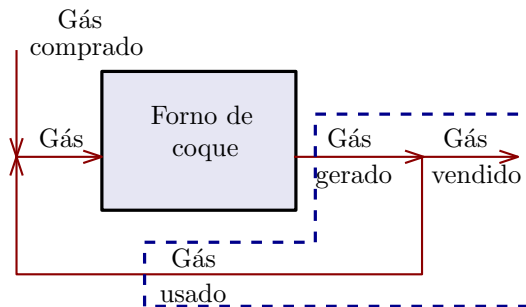 Gás
comprado
Gás
Forno de
coque
Gás
gerado
Gás
vendido
Gás
usado